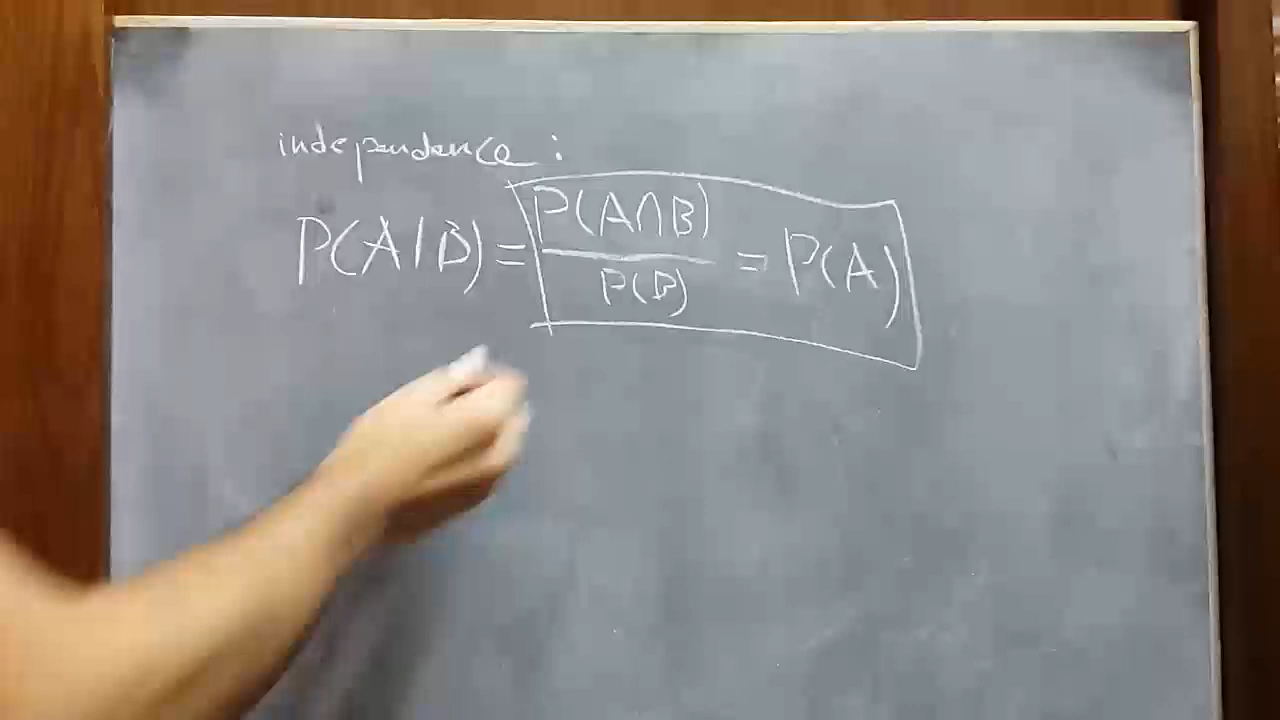 independence:
P(A|B) = P(A∩B) / P(B) = P(A)